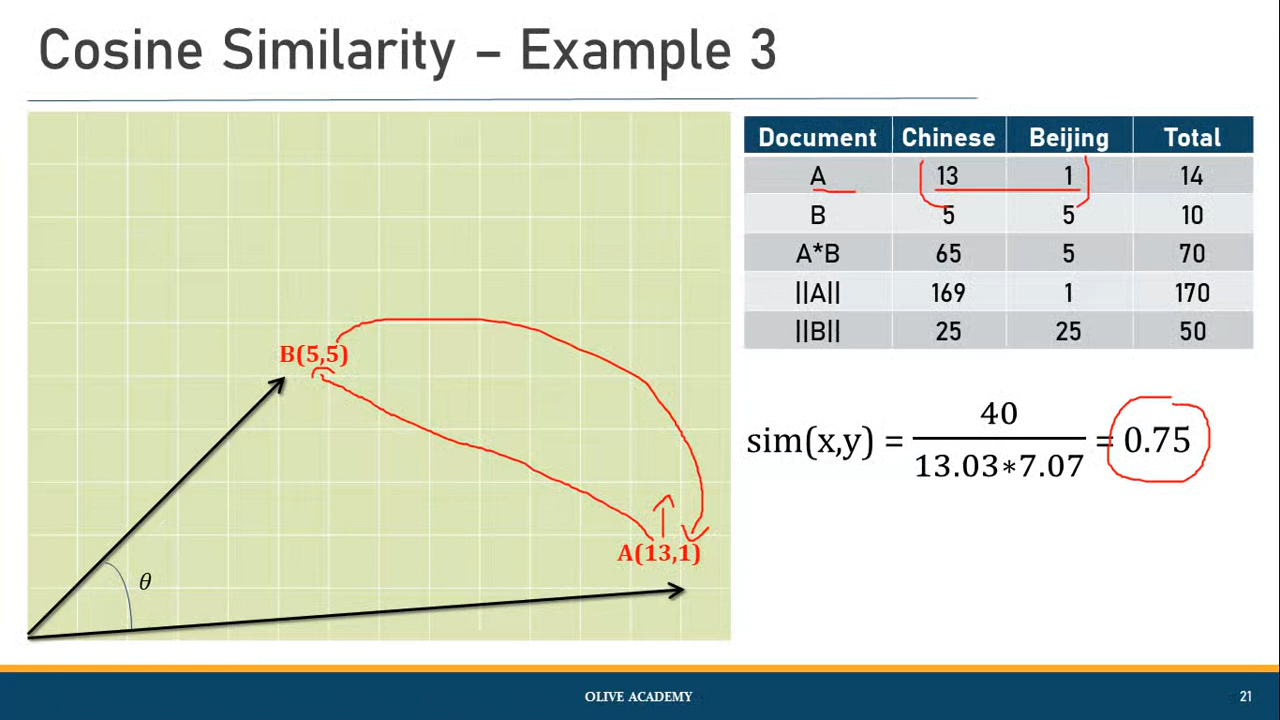 Cosine Similarity – Example 3
Document Chinese Beijing Total
A 13 1 14
B 5 5 10
A*B 65 5 70
||A|| 169 1 170
||B|| 25 25 50
B(5,5)
sim(x,y) = 40 / 13.03*7.07 = 0.75
A(13,1)
θ
OLIVE ACADEMY
21